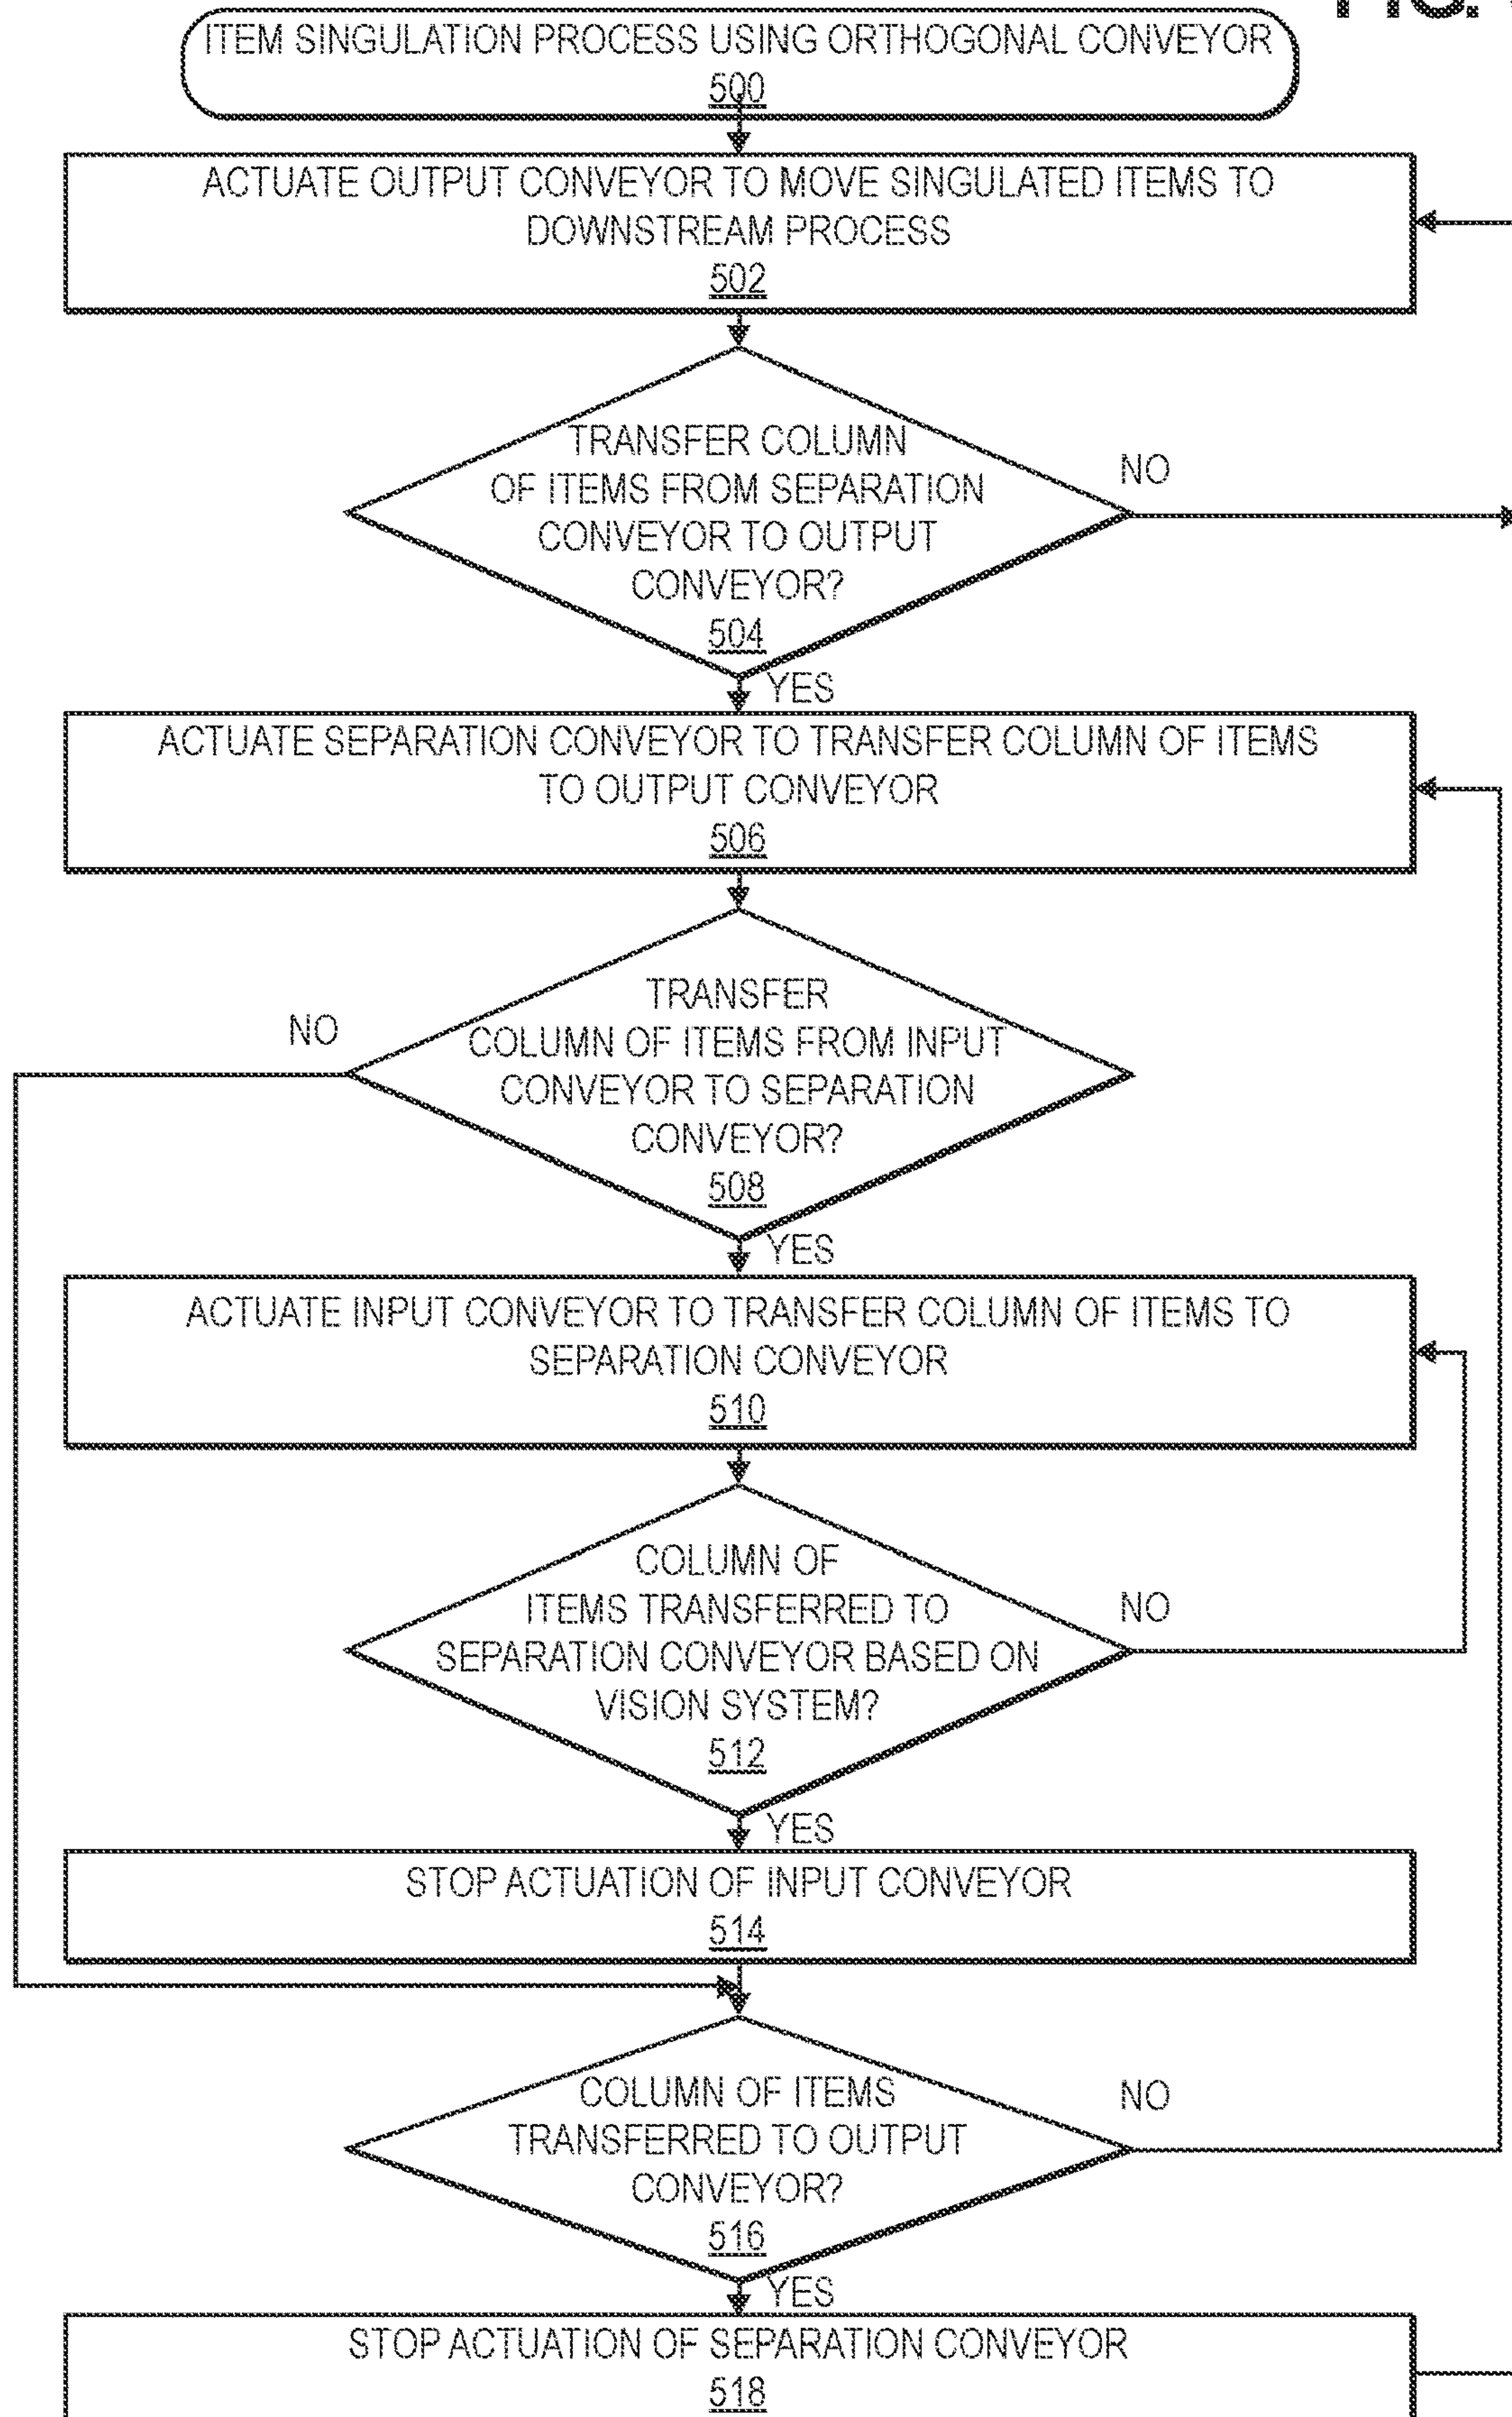 FIG.
ITEM SINGULATION PROCESS USING ORTHOGONAL CONVEYOR
500
ACTUATE OUTPUT CONVEYOR TO MOVE SINGULATED ITEMS TO
DOWNSTREAM PROCESS
502
TRANSFER COLUMN
OF ITEMS FROM SEPARATION
CONVEYOR TO OUTPUT
CONVEYOR?
504
NO
YES
ACTUATE SEPARATION CONVEYOR TO TRANSFER COLUMN OF ITEMS
TO OUTPUT CONVEYOR
506
TRANSFER
COLUMN OF ITEMS FROM INPUT
CONVEYOR TO SEPARATION
CONVEYOR?
508
NO
YES
ACTUATE INPUT CONVEYOR TO TRANSFER COLUMN OF ITEMS TO
SEPARATION CONVEYOR
510
COLUMN OF
ITEMS TRANSFERRED TO
SEPARATION CONVEYOR BASED ON
VISION SYSTEM?
512
NO
YES
STOP ACTUATION OF INPUT CONVEYOR
514
COLUMN OF ITEMS
TRANSFERRED TO OUTPUT
CONVEYOR?
516
NO
YES
STOP ACTUATION OF SEPARATION CONVEYOR
518